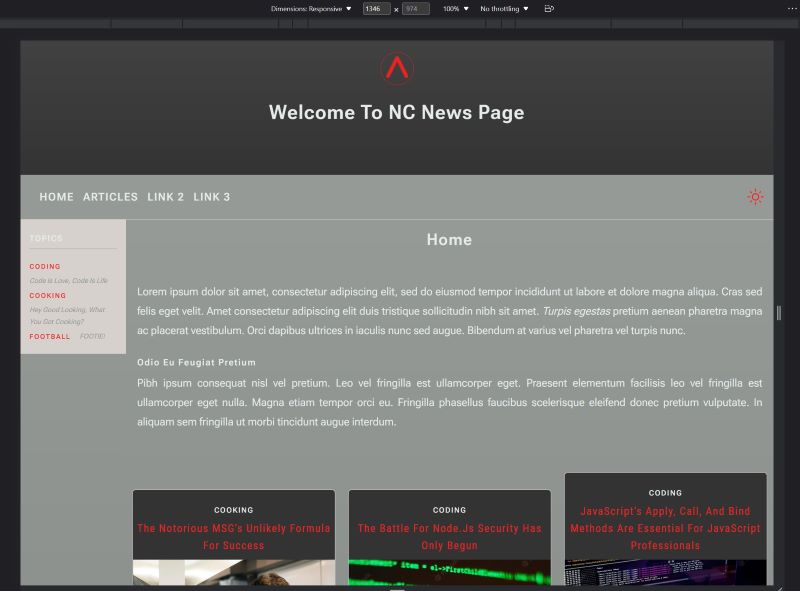 Dimensions: Responsive 1346 x 974 100% No throttling
Welcome To NC News Page
HOME ARTICLES LINK 2 LINK 3
TOPICS
CODING
Code is Love, Code Is Life
COOKING
Hey Good Looking, What
You Got Cooking?
FOOTBALL FOOTIE!
Home
Lorem ipsum dolor sit amet, consectetur adipiscing elit, sed do eiusmod tempor incididunt ut labore et dolore magna aliqua. Cras sed
felis eget velit. Amet consectetur adipiscing elit duis tristique sollicitudin nibh sit amet. Turpis egestas pretium aenean pharetra magna
ac placerat vestibulum. Orci dapibus ultrices in iaculis nunc sed augue. Bibendum at varius vel pharetra vel turpis nunc.
Odio Eu Feugiat Pretium
Pibh ipsum consequat nisl vel pretium. Leo vel fringilla est ullamcorper eget. Praesent elementum facilisis leo vel fringilla est
ullamcorper eget nulla. Magna etiam tempor orci eu. Fringilla phasellus faucibus scelerisque eleifend donec pretium vulputate. In
aliquam sem fringilla ut morbi tincidunt augue interdum.
COOKING
The Notorious MSG's Unlikely Formula
For Success
CODING
The Battle For Node.Js Security Has
Only Begun
CODING
JavaScript's Apply, Call, And Bind
Methods Are Essential For JavaScript
Professionals